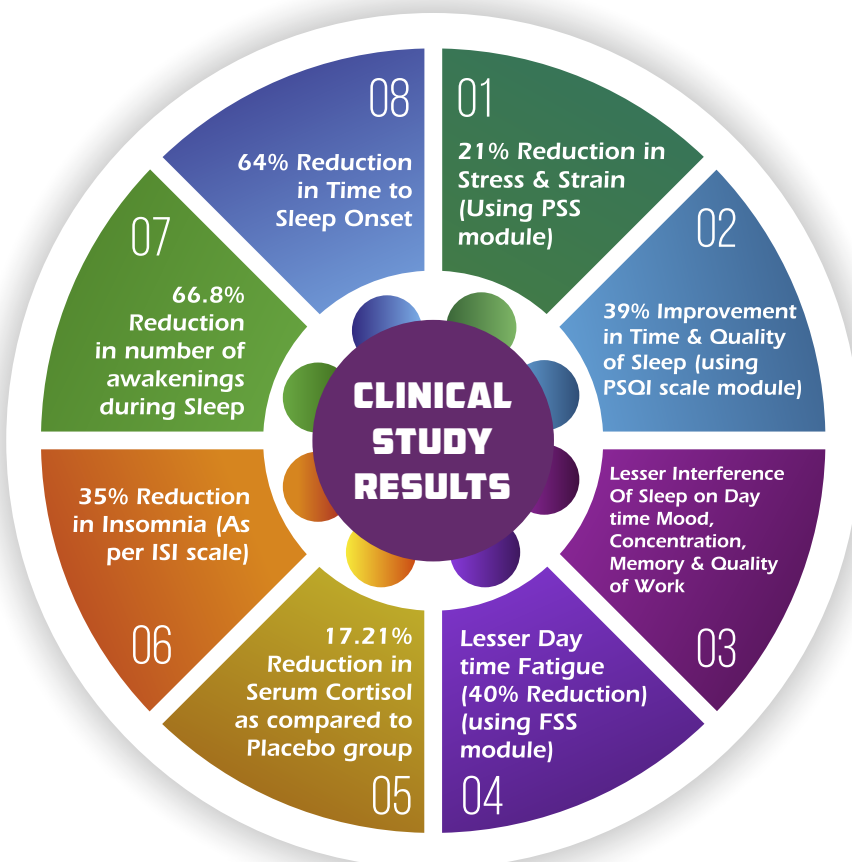 CLINICAL
STUDY
RESULTS
01
21% Reduction in
Stress & Strain
(Using PSS
module)
02
39% Improvement
in Time & Quality
of Sleep (using
PSQI scale module)
Lesser Interference
Of Sleep on Day
time Mood,
Concentration,
Memory & Quality
of Work
03
Lesser Day
time Fatigue
(40% Reduction)
(using FSS
module)
04
17.21%
Reduction in
Serum Cortisol
as compared to
Placebo group
05
35% Reduction
in Insomnia (As
per ISI scale)
06
07
66.8%
Reduction
in number of
awakenings
during Sleep
08
64% Reduction
in Time to
Sleep Onset